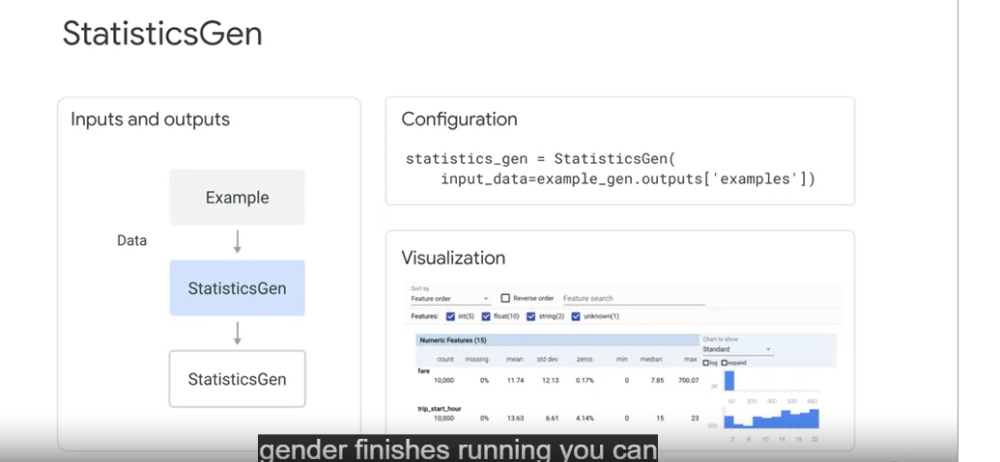 StatisticsGen
Inputs and outputs
Example
Data
StatisticsGen
StatisticsGen
Configuration
statistics_gen = StatisticsGen(
input_data=example_gen.outputs['examples'])
Visualization
Sort by
Feature order
Reverse order
Feature search
Features: int(5) float(10) string(2) unknown(1)
Numeric Features (15)
Chart to show
Standard
log expand
count missing mean std dev zeros min median max
fare
10,000 0% 11.74 12.13 0.17% 0 7.85 700.07
2K
50 200 350 500 650
trip_start_hour
10,000 0% 13.63 6.61 4.14% 0 15 23
200
2 6 10 14 18 22
gender finishes running you can